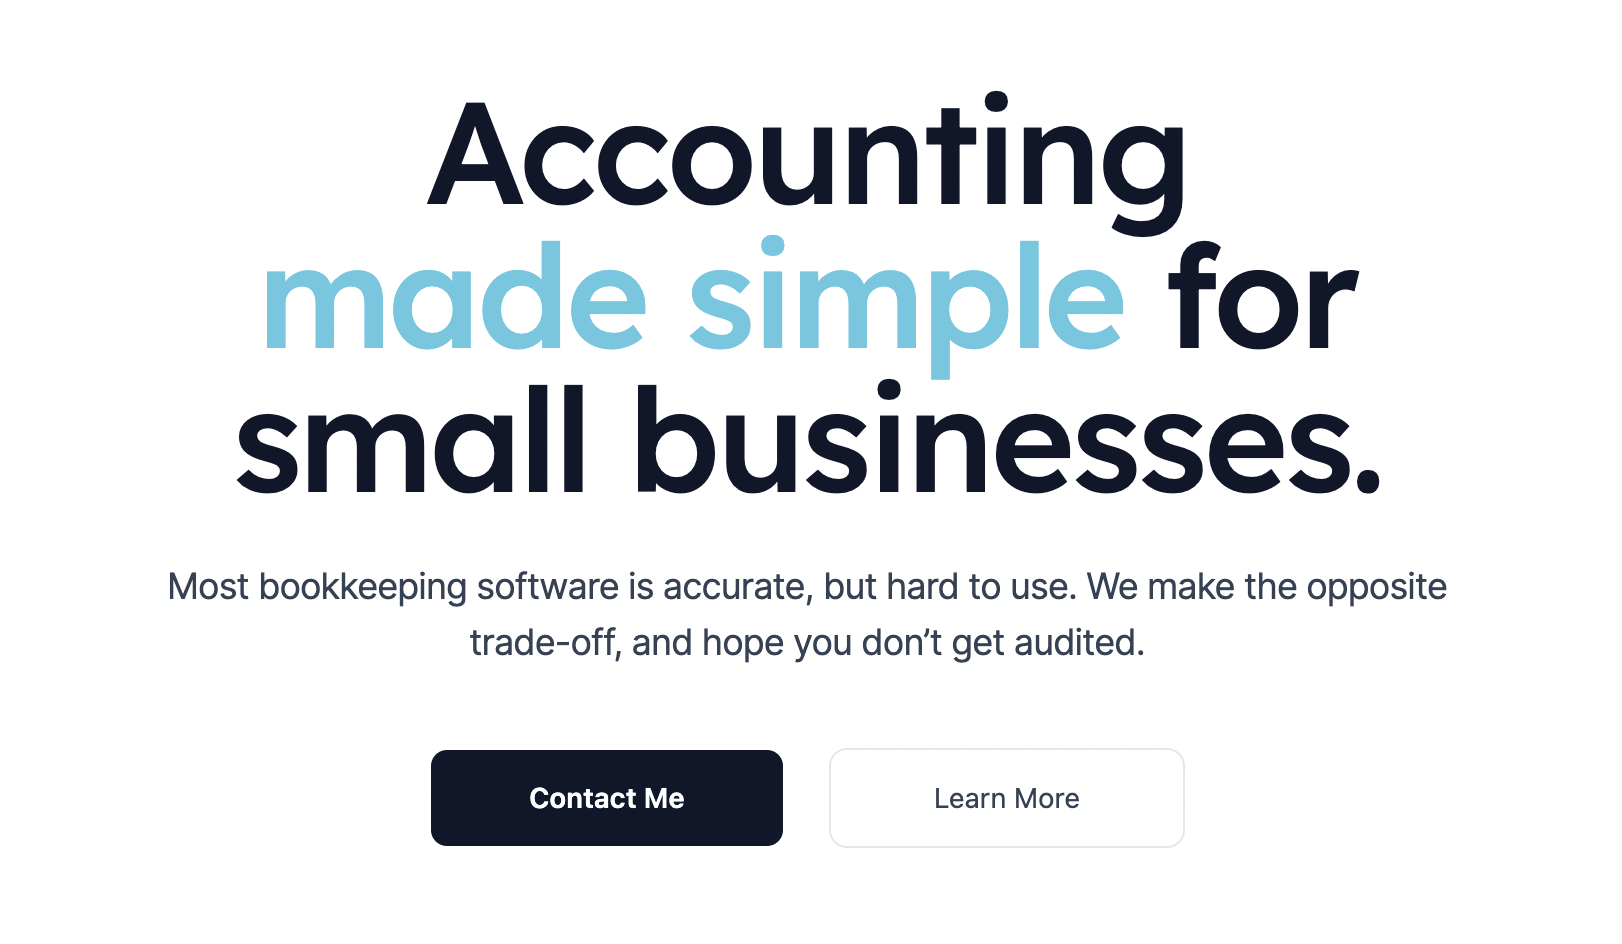 Accounting
made simple for
small businesses.
Most bookkeeping software is accurate, but hard to use. We make the opposite
trade-off, and hope you don’t get audited.
Contact Me
Learn More